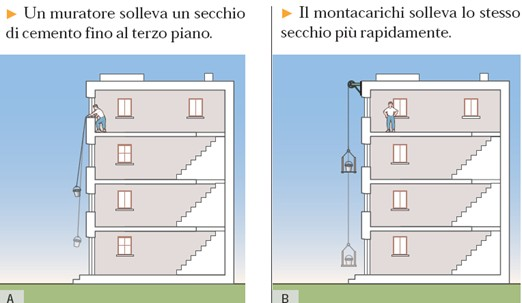 ► Un muratore solleva un secchio
di cemento fino al terzo piano.
► Il montacarichi solleva lo stesso
secchio più rapidamente.
A
B